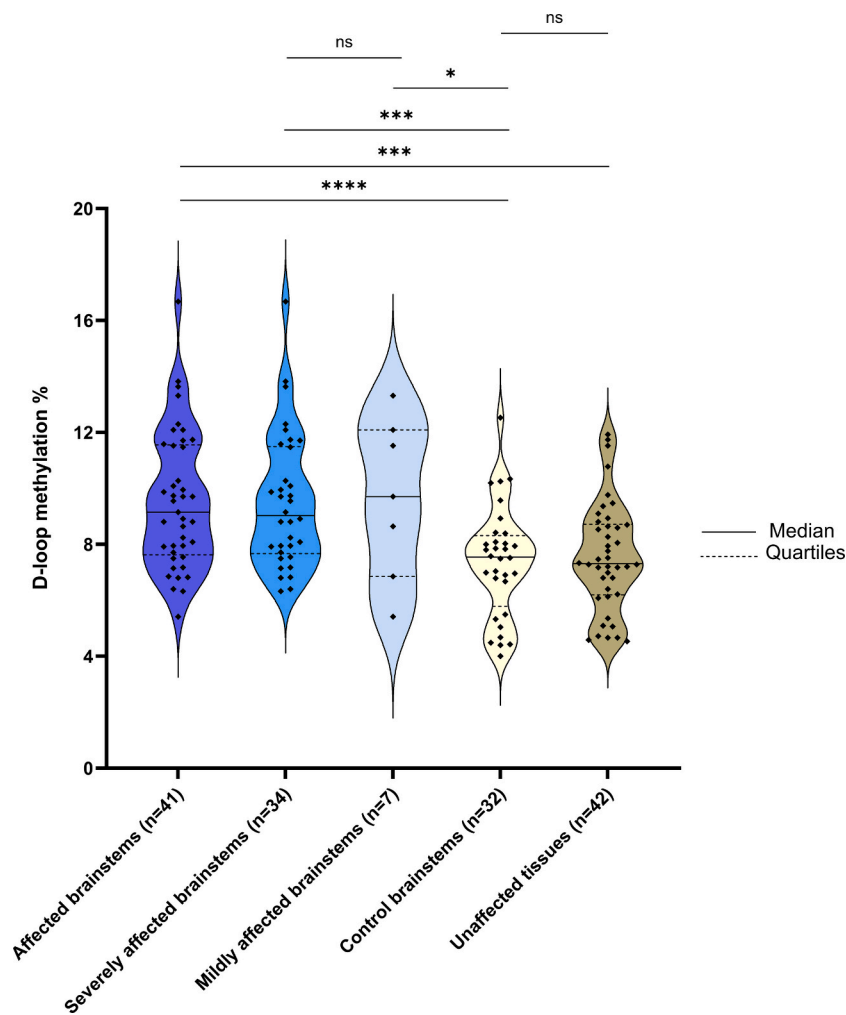 ns
ns
*
***
***
****
D-loop methylation %
20
16
12
8
4
0
Median
Quartiles
Affected brainstems (n=41)
Severely affected brainstems (n=34)
Mildly affected brainstems (n=7)
Control brainstems (n=32)
Unaffected tissues (n=42)